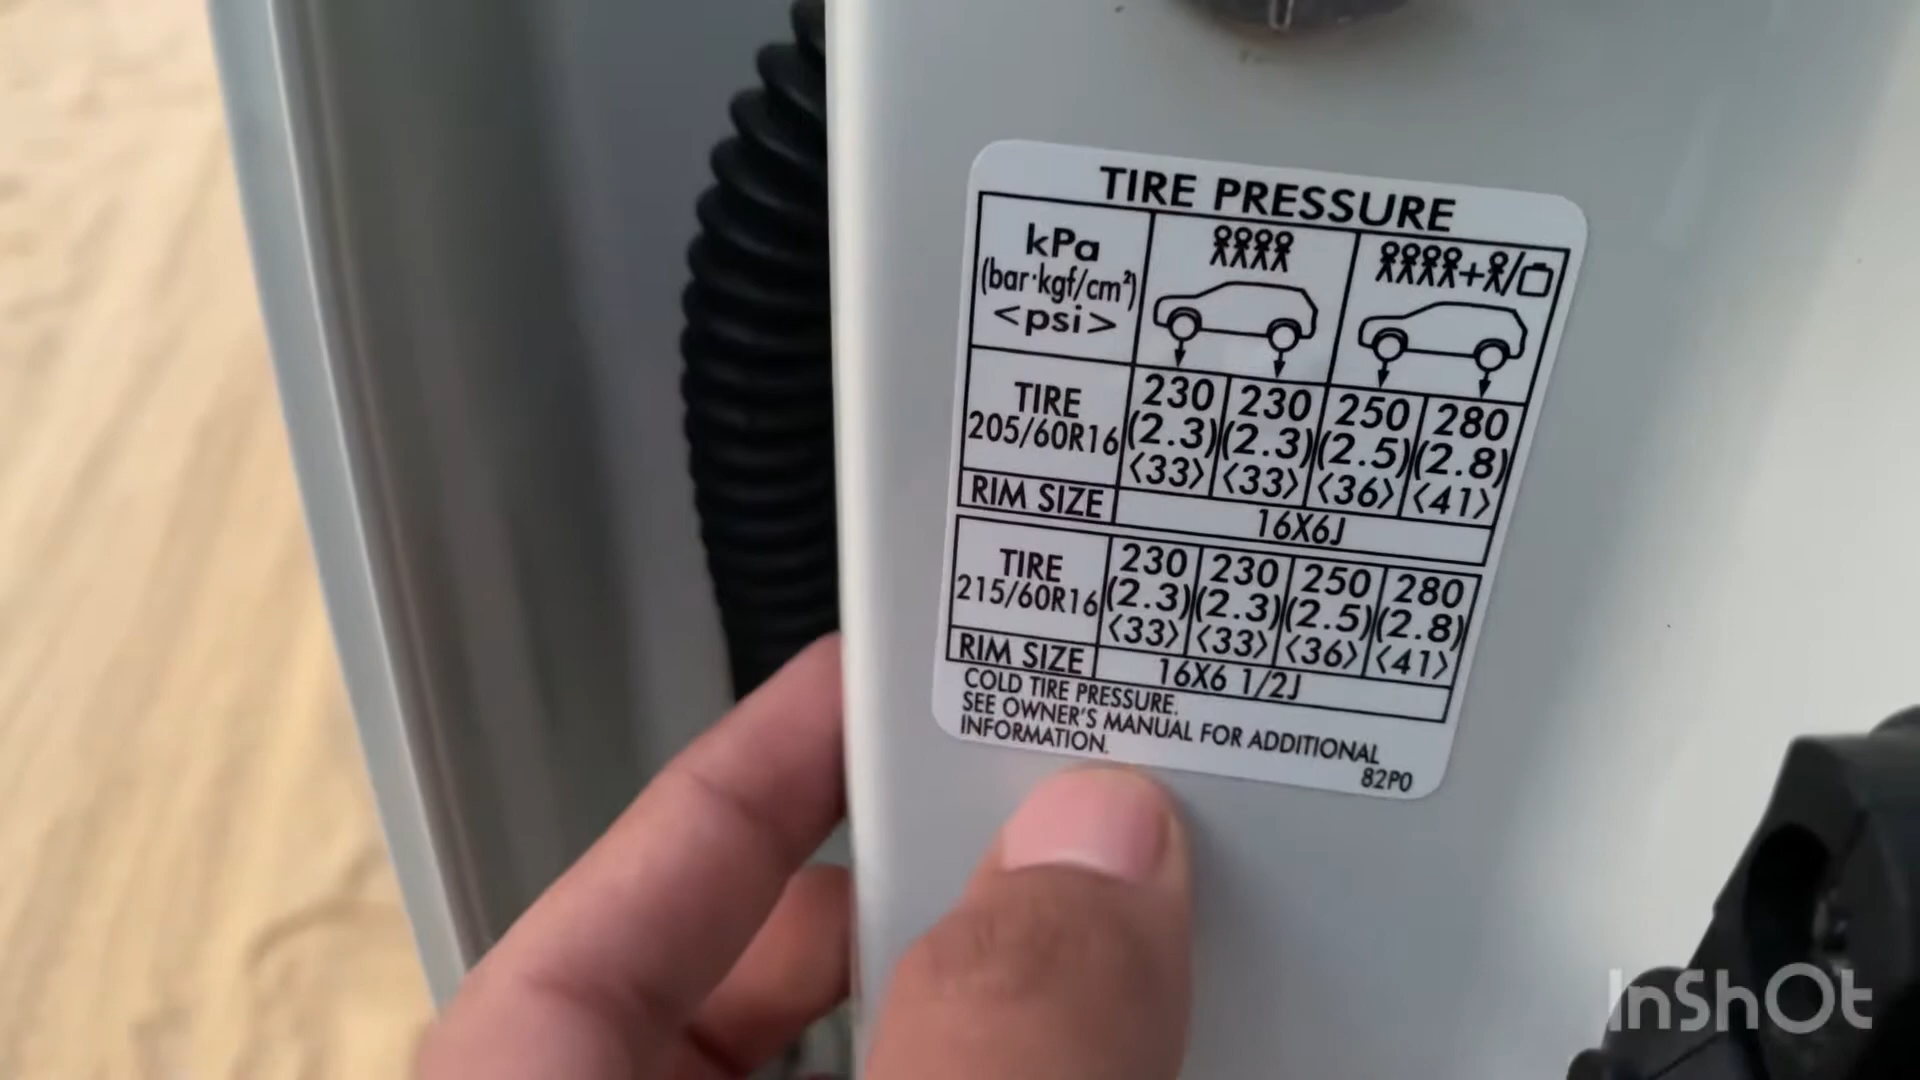 TIRE PRESSURE
kPa
(bar·kgf/cm²)
<psi>
+ /
TIRE
205/60R16
230 230 250 280
(2.3) (2.3) (2.5) (2.8)
<33> <33> <36> <41>
RIM SIZE 16X6J
TIRE
215/60R16
230 230 250 280
(2.3) (2.3) (2.5) (2.8)
<33> <33> <36> <41>
RIM SIZE 16X6 1/2J
COLD TIRE PRESSURE.
SEE OWNER'S MANUAL FOR ADDITIONAL
INFORMATION.
82P0
InShOt